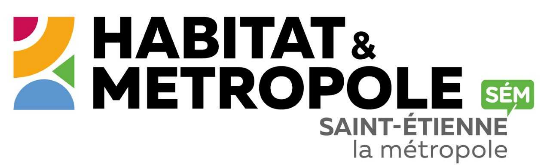 HABITAT &
METROPOLE
SÉM
SAINT-ÉTIENNE
la métropole